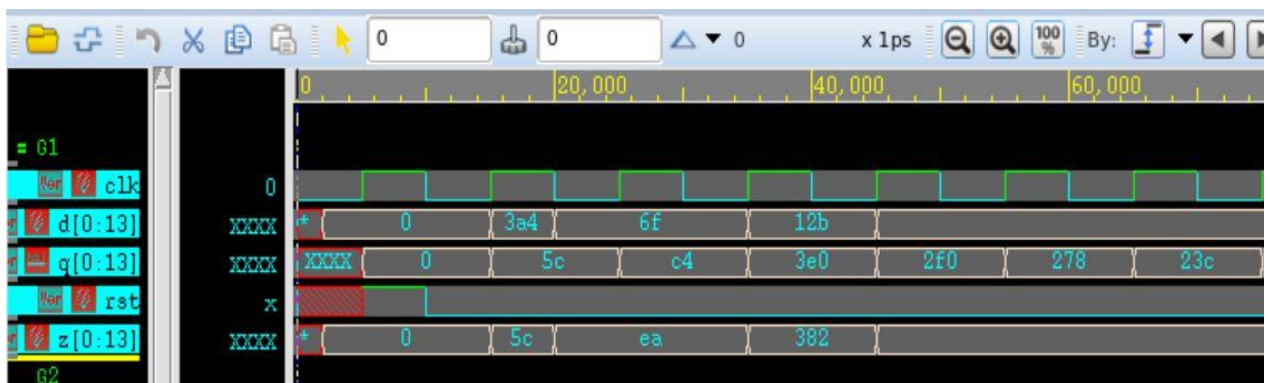 0 0 0 x 1ps 100 % By:
0 20,000 40,000 60,000
= G1
clk 0
d[0:13] XXXX * 0 3a4 6f 12b
q[0:13] XXXX XXXX 0 5c c4 3e0 2f0 278 23c
rst x
z[0:13] XXXX * 0 5c ea 382
G2